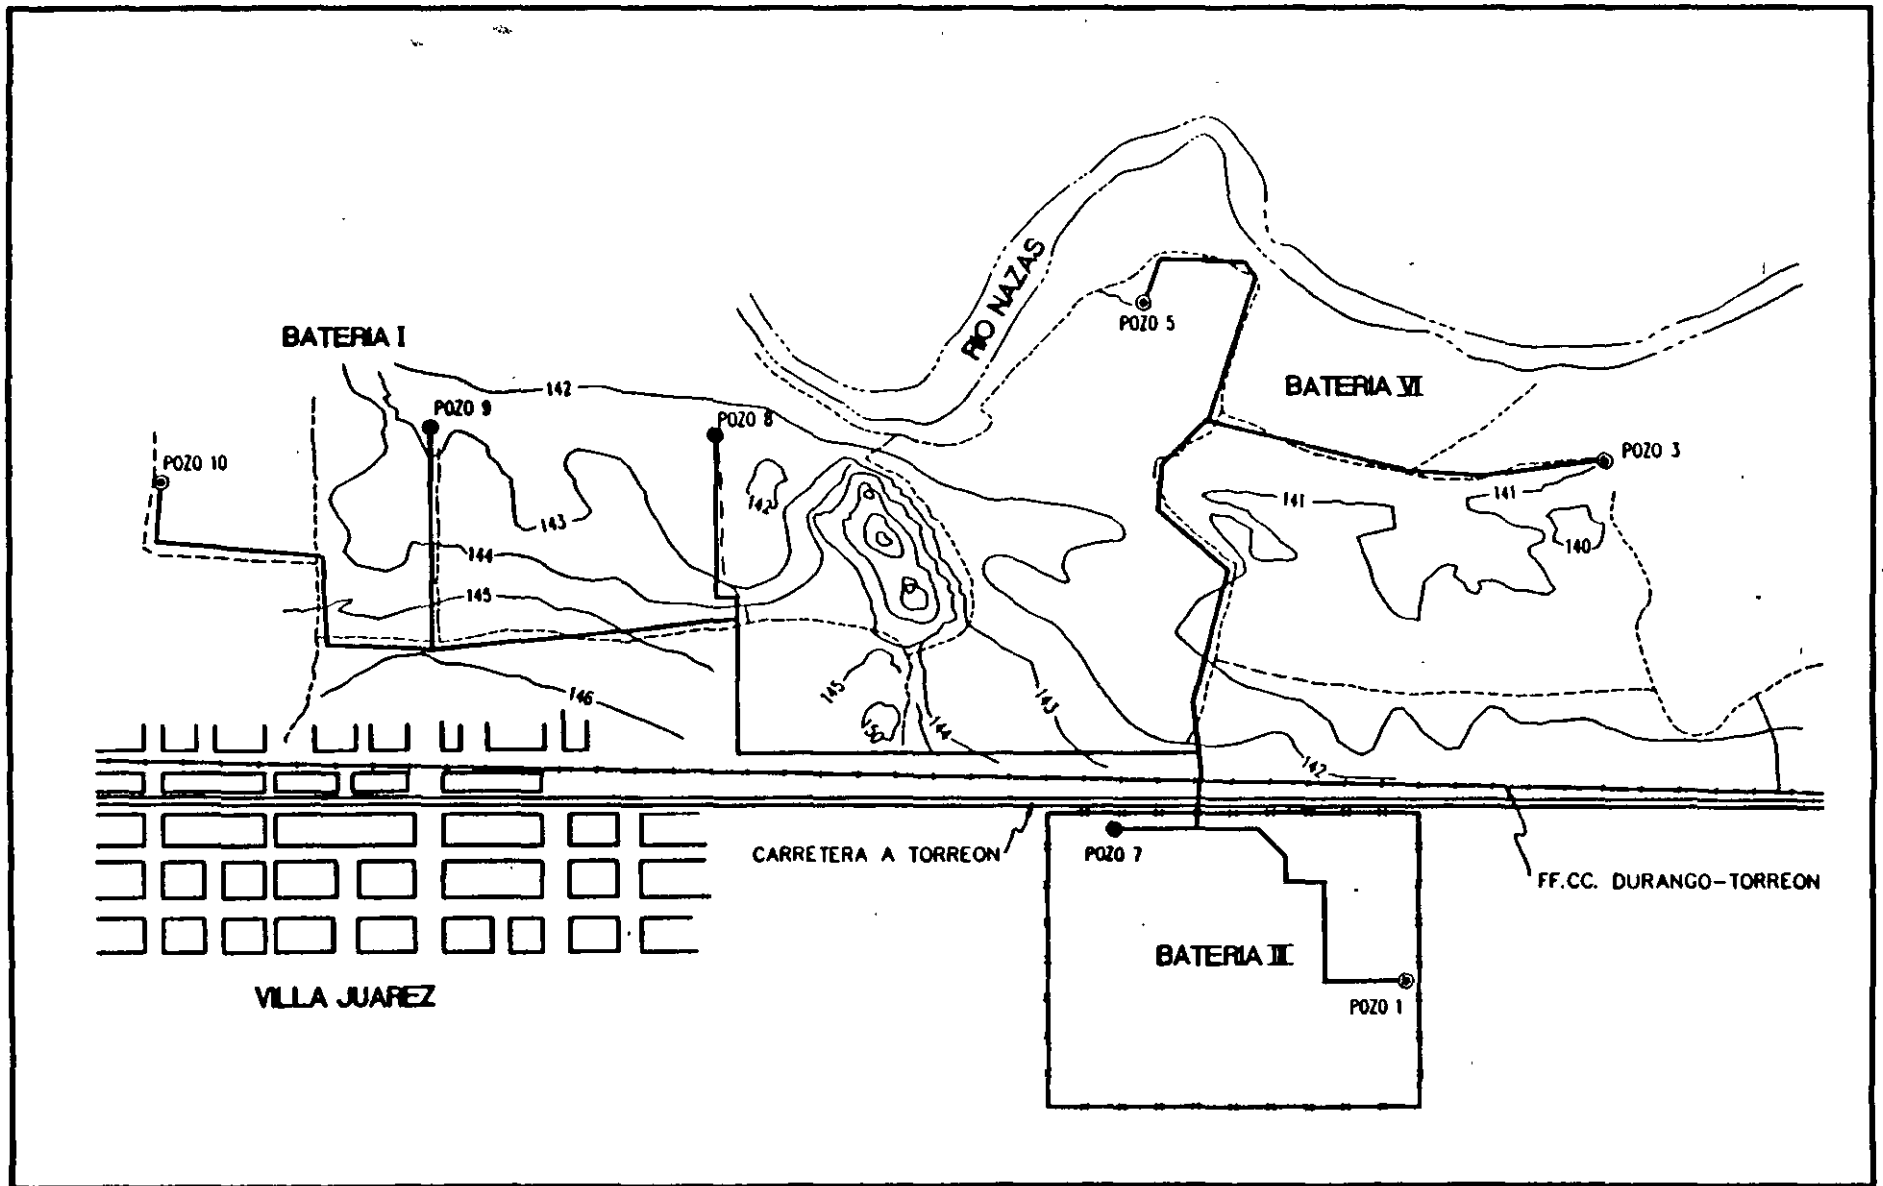 RIO NAZAS
POZO 5
BATERIA I
BATERIA VI
142
POZO 9
POZO 8
POZO 3
POZO 10
142
141
141
143
140
144
145
145
146
143
150
144
142
CARRETERA A TORREON
POZO 7
FF.CC. DURANGO-TORREON
BATERIA III
VILLA JUAREZ
POZO 1